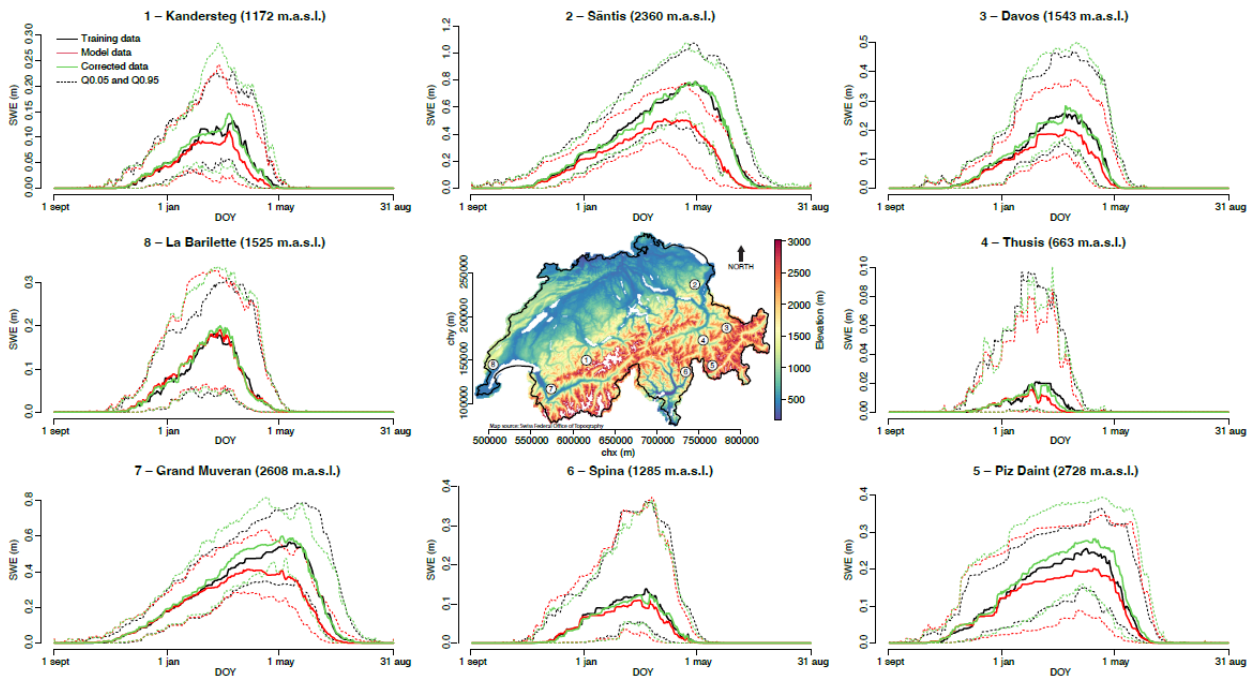 1 – Kandersteg (1172 m.a.s.l.)
SWE (m)
0.00 0.05 0.10 0.15 0.20 0.25 0.30
Training data
Model data
Corrected data
Q0.05 and Q0.95
1 sept 1 jan 1 may 31 aug
DOY
2 – Säntis (2360 m.a.s.l.)
SWE (m)
0.0 0.2 0.4 0.6 0.8 1.0 1.2
1 sept 1 jan 1 may 31 aug
DOY
3 – Davos (1543 m.a.s.l.)
SWE (m)
0.0 0.1 0.2 0.3 0.4 0.5
1 sept 1 jan 1 may 31 aug
DOY
8 – La Barilette (1525 m.a.s.l.)
SWE (m)
0.0 0.1 0.2 0.3
1 sept 1 jan 1 may 31 aug
DOY
chy (m)
100000 150000 200000 250000
NORTH
1
2
3
4
5
6
7
8
Map source: Swiss Federal Office of Topography
500000 550000 600000 650000 700000 750000 800000
chx (m)
3000
2500
2000
1500
1000
500
Elevation (m)
4 – Thusis (663 m.a.s.l.)
SWE (m)
0.00 0.02 0.04 0.06 0.08 0.10
1 sept 1 jan 1 may 31 aug
DOY
7 – Grand Muveran (2608 m.a.s.l.)
SWE (m)
0.0 0.2 0.4 0.6 0.8
1 sept 1 jan 1 may 31 aug
DOY
6 – Spina (1285 m.a.s.l.)
SWE (m)
0.0 0.1 0.2 0.3 0.4
1 sept 1 jan 1 may 31 aug
DOY
5 – Piz Daint (2728 m.a.s.l.)
SWE (m)
0.0 0.1 0.2 0.3 0.4
1 sept 1 jan 1 may 31 aug
DOY